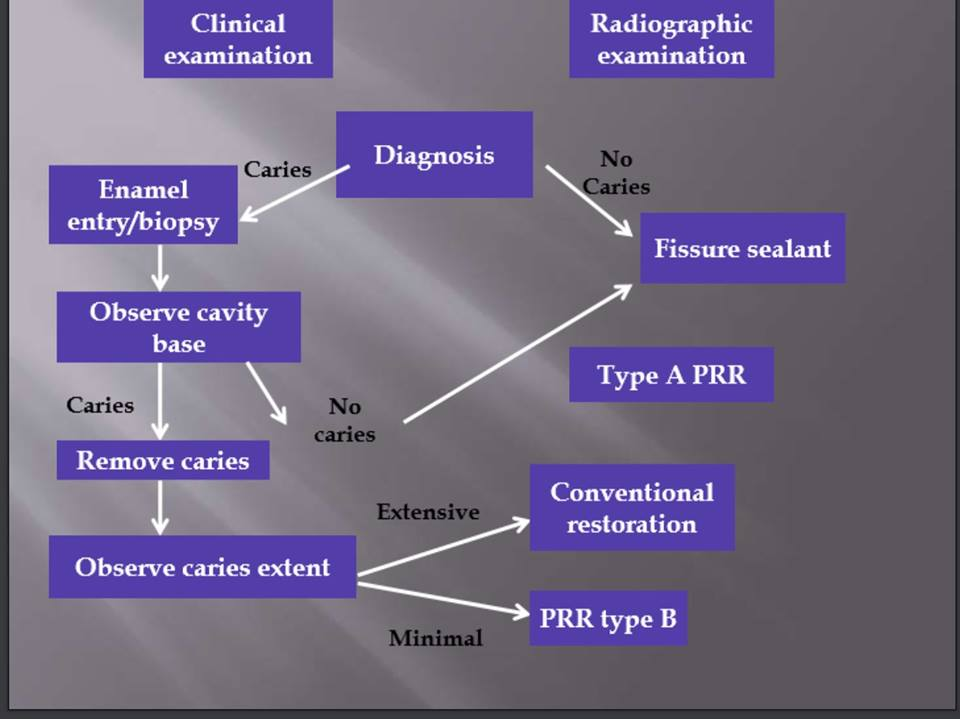 Clinical
examination
Radiographic
examination
Diagnosis
Caries
No
Caries
Enamel
entry/biopsy
Fissure sealant
Observe cavity
base
Type A PRR
Caries
No
caries
Remove caries
Conventional
restoration
Extensive
Observe caries extent
PRR type B
Minimal